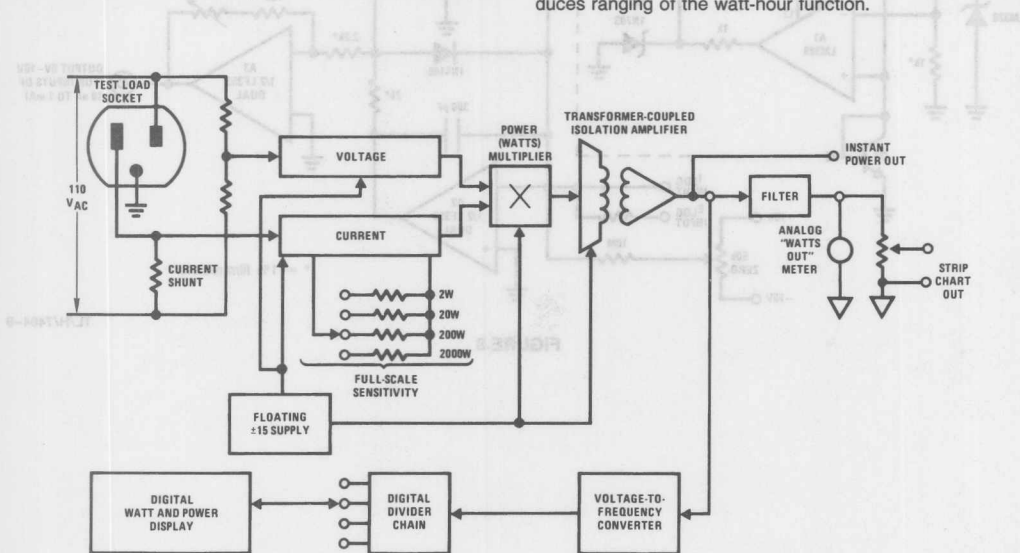 duces ranging of the watt-hour function.
TEST LOAD
SOCKET
110
VAC
CURRENT
SHUNT
VOLTAGE
CURRENT
2W
20W
200W
2000W
FULL-SCALE
SENSITIVITY
FLOATING
±15 SUPPLY
POWER
(WATTS)
MULTIPLIER
X
TRANSFORMER-COUPLED
ISOLATION AMPLIFIER
INSTANT
POWER OUT
FILTER
ANALOG
"WATTS
OUT"
METER
STRIP
CHART
OUT
DIGITAL
WATT AND POWER
DISPLAY
DIGITAL
DIVIDER
CHAIN
VOLTAGE-TO-
FREQUENCY
CONVERTER
FIGURE 8
TL/H/7404-9